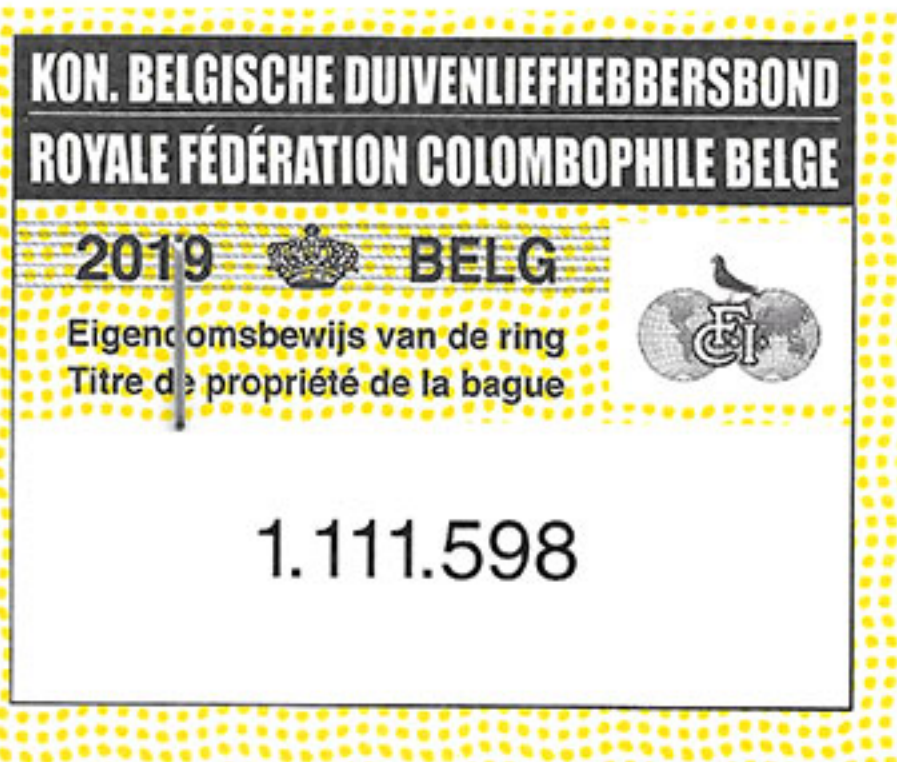 KON. BELGISCHE DUIVENLIEFHEBBERSBOND
ROYALE FÉDÉRATION COLOMBOPHILE BELGE
2019 BELG
FCI
Eigendomsbewijs van de ring
Titre de propriété de la bague
1.111.598